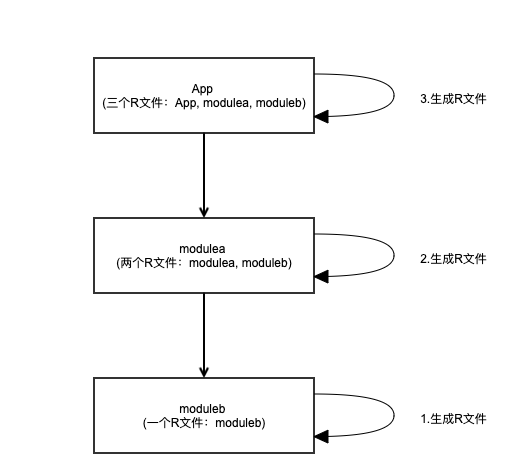 App
(三个R文件：App, modulea, moduleb)
3.生成R文件
modulea
(两个R文件：modulea, moduleb)
2.生成R文件
moduleb
(一个R文件：moduleb)
1.生成R文件